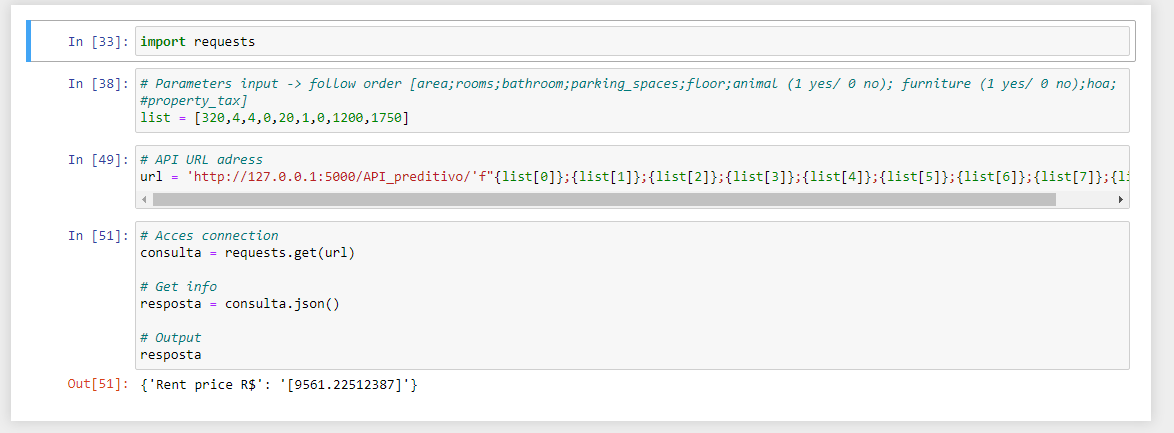 In [33]: import requests
In [38]: # Parameters input -> follow order [area;rooms;bathroom;parking_spaces;floor;animal (1 yes/ 0 no); furniture (1 yes/ 0 no);hoa;
#property_tax]
list = [320,4,4,0,20,1,0,1200,1750]
In [49]: # API URL adress
url = 'http://127.0.0.1:5000/API_preditivo/'f"{list[0]};{list[1]};{list[2]};{list[3]};{list[4]};{list[5]};{list[6]};{list[7]};{li
In [51]: # Acces connection
consulta = requests.get(url)
# Get info
resposta = consulta.json()
# Output
resposta
Out[51]: {'Rent price R$': '[9561.22512387]'}